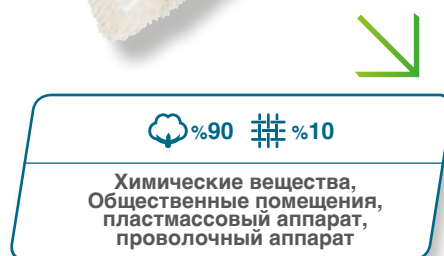 %90 %10
Химические вещества,
Общественные помещения,
пластмассовый аппарат,
проволочный аппарат